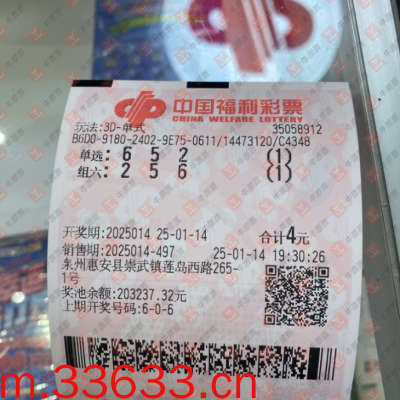 中国福利彩票
CHINA WELFARE LOTTERY
玩法:3D-单式 35058912
B6D0-9180-2402-9E75-0611/14473120/C4348
单选: 6 5 2 (1)
组六: 2 5 6 (1)
开奖期:2025014 25-01-14 合计4元
销售期:2025014-497 25-01-14 19:30:26
泉州惠安县崇武镇莲岛西路265-
1号
奖池余额:203237.32元
上期开奖号码:6-0-6
m.33633.cn